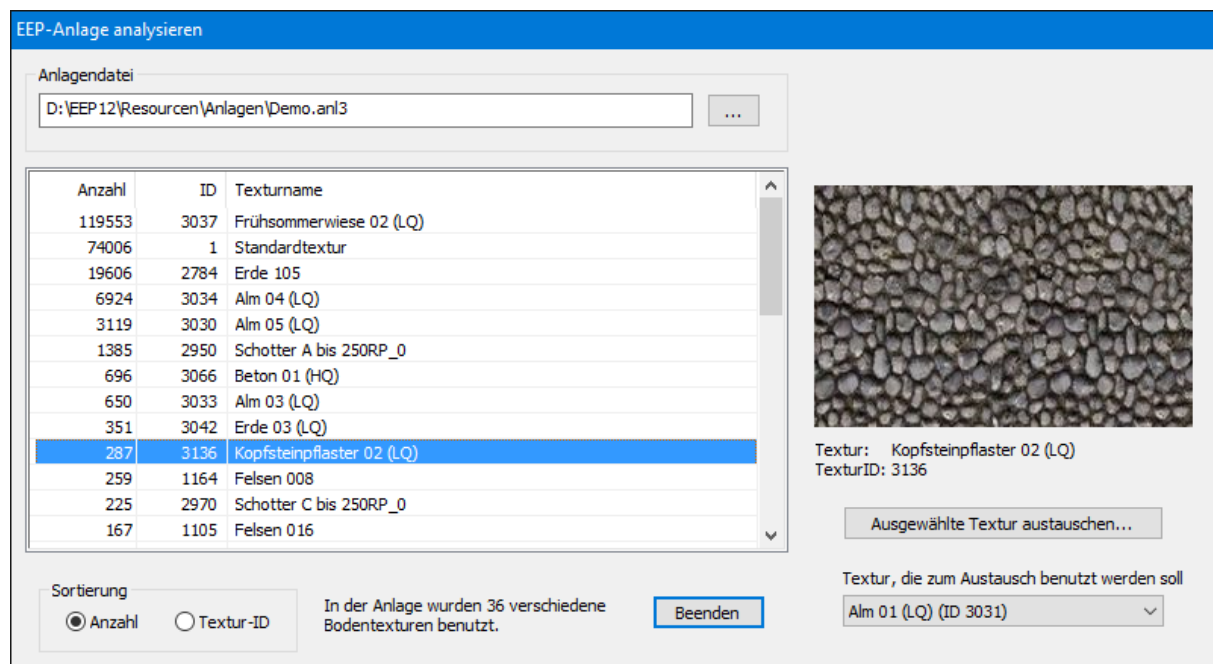 EEP-Anlage analysieren
Anlagendatei
D:\EEP12\Resourcen\Anlagen\Demo.anl3
...
Anzahl ID Texturname
119553 3037 Frühsommerwiese 02 (LQ)
74006 1 Standardtextur
19606 2784 Erde 105
6924 3034 Alm 04 (LQ)
3119 3030 Alm 05 (LQ)
1385 2950 Schotter A bis 250RP_0
696 3066 Beton 01 (HQ)
650 3033 Alm 03 (LQ)
351 3042 Erde 03 (LQ)
287 3136 Kopfsteinpflaster 02 (LQ)
259 1164 Felsen 008
225 2970 Schotter C bis 250RP_0
167 1105 Felsen 016
Textur: Kopfsteinpflaster 02 (LQ)
TexturID: 3136
Ausgewählte Textur austauschen...
Textur, die zum Austausch benutzt werden soll
Alm 01 (LQ) (ID 3031)
Sortierung
Anzahl Textur-ID
In der Anlage wurden 36 verschiedene
Bodentexturen benutzt.
Beenden